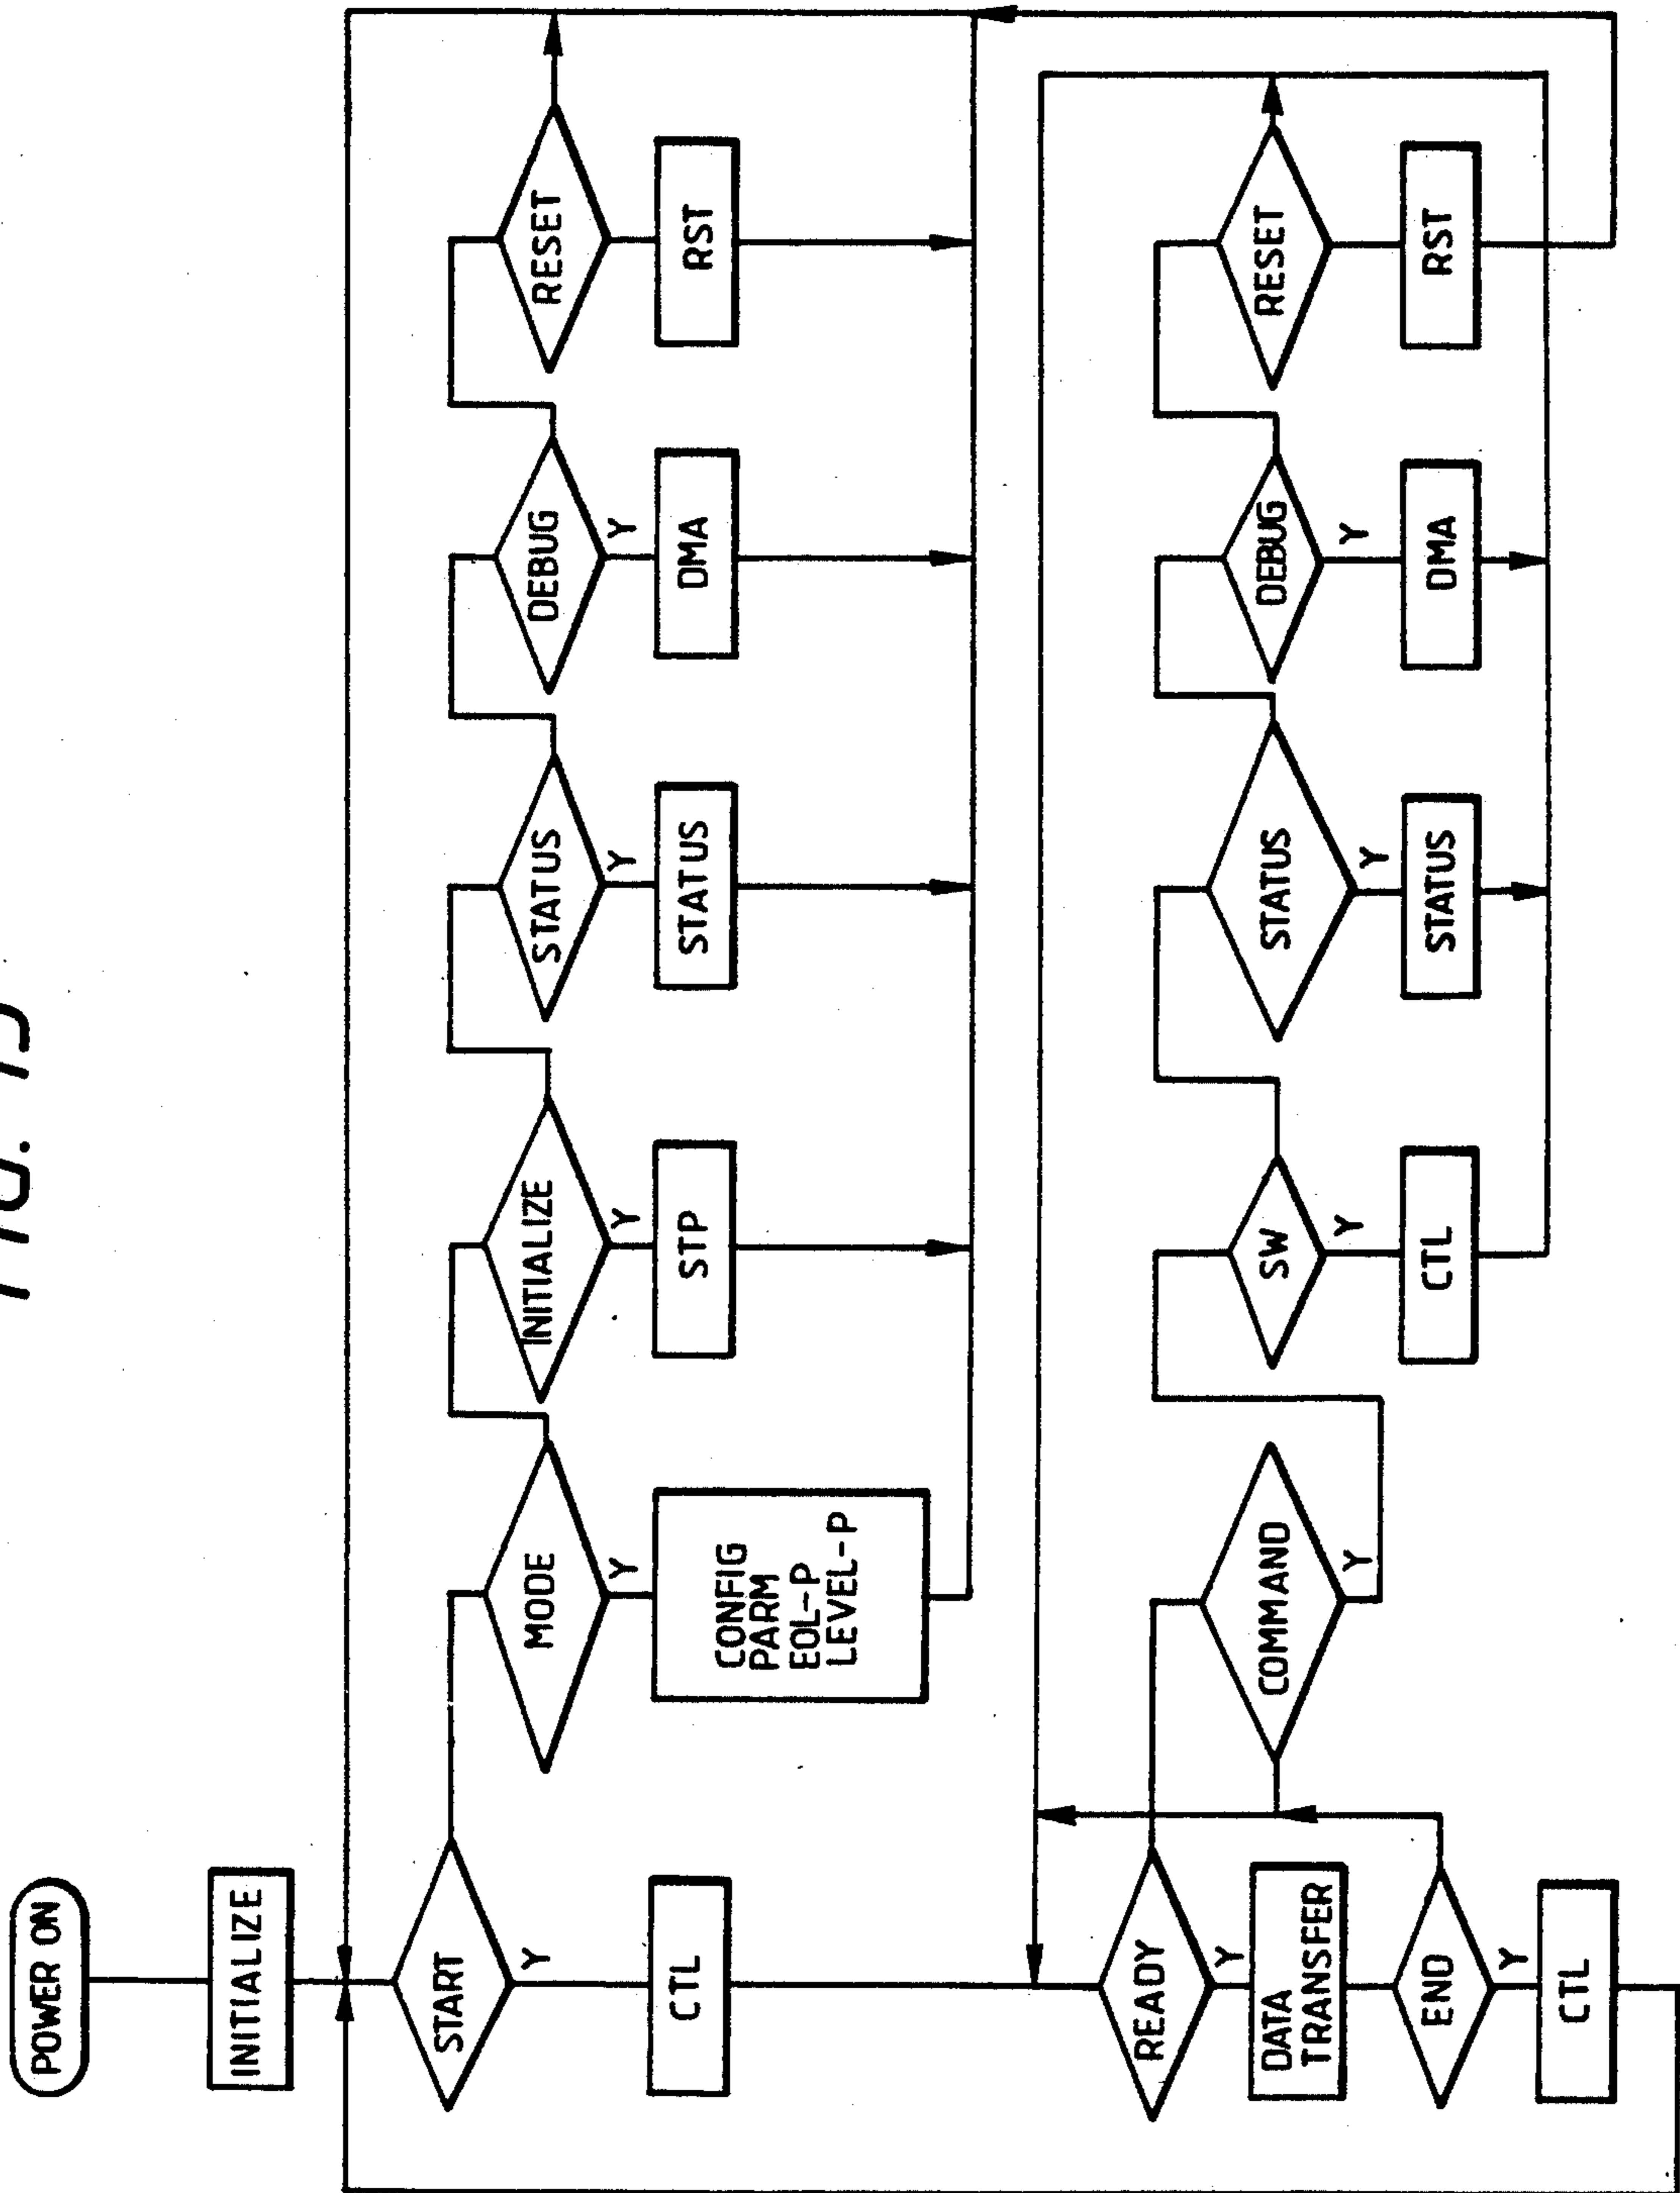 FIG.
POWER ON
INITIALIZE
START
Y
CTL
MODE
Y
CONFIG
PARM
EOL-P
LEVEL-P
INITIALIZE
Y
STP
STATUS
Y
STATUS
DEBUG
Y
DMA
RESET
RST
READY
Y
DATA
TRANSFER
END
Y
CTL
COMMAND
Y
SW
Y
CTL
STATUS
Y
STATUS
DEBUG
Y
DMA
RESET
RST